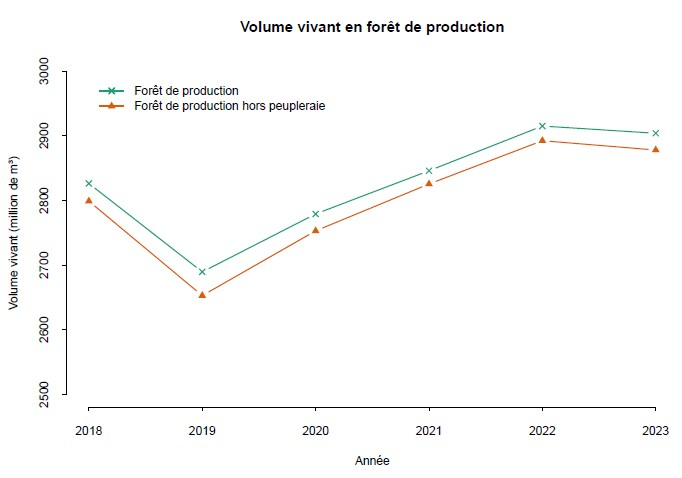 Volume vivant en forêt de production
3000
Forêt de production
Forêt de production hors peupleraie
2900
2800
2700
2600
2500
Volume vivant (million de m³)
2018 2019 2020 2021 2022 2023
Année